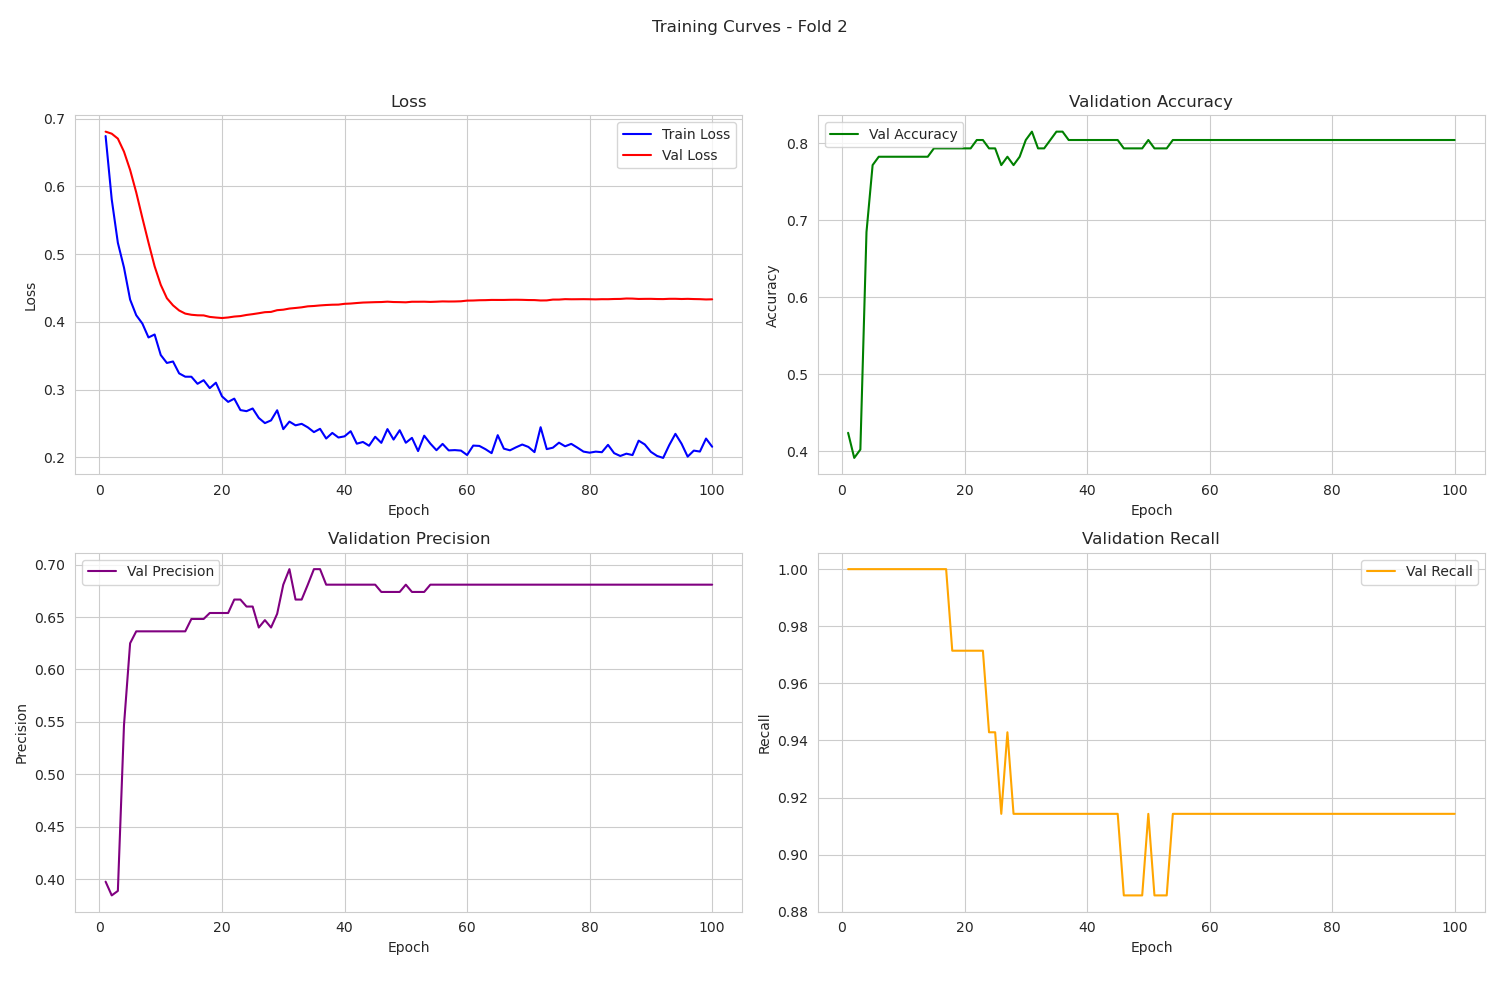 Training Curves - Fold 2
Loss
Train Loss
Val Loss
0.7
0.6
0.5
0.4
0.3
0.2
Loss
0 20 40 60 80 100
Epoch
Validation Accuracy
Val Accuracy
0.8
0.7
0.6
0.5
0.4
Accuracy
0 20 40 60 80 100
Epoch
Validation Precision
Val Precision
0.70
0.65
0.60
0.55
0.50
0.45
0.40
Precision
0 20 40 60 80 100
Epoch
Validation Recall
Val Recall
1.00
0.98
0.96
0.94
0.92
0.90
0.88
Recall
0 20 40 60 80 100
Epoch